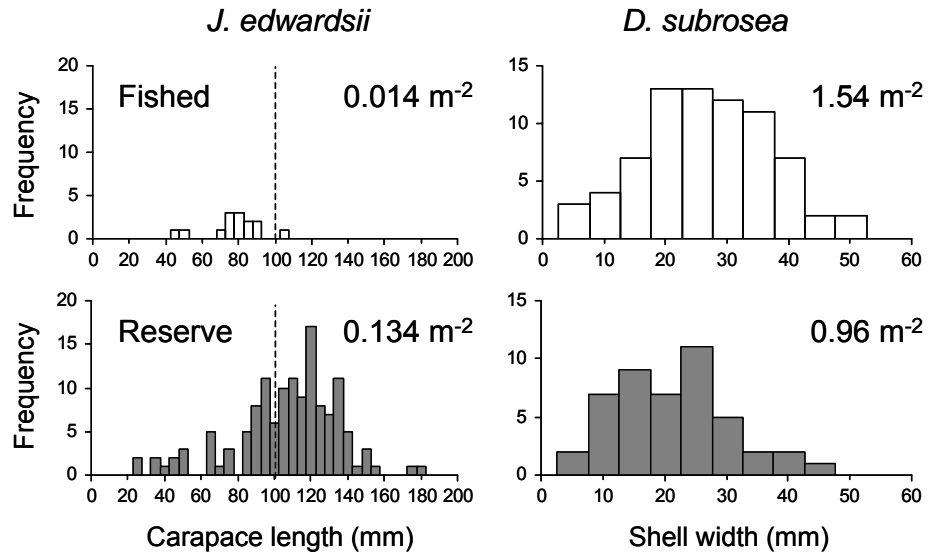 J. edwardsii
D. subrosea
Frequency
20
15
10
5
0
Fished
0.014 m-2
0 20 40 60 80 100 120 140 160 180 200
15
10
5
0
1.54 m-2
0 10 20 30 40 50 60
Frequency
20
15
10
5
0
Reserve
0.134 m-2
0 20 40 60 80 100 120 140 160 180 200
Carapace length (mm)
15
10
5
0
0.96 m-2
0 10 20 30 40 50 60
Shell width (mm)